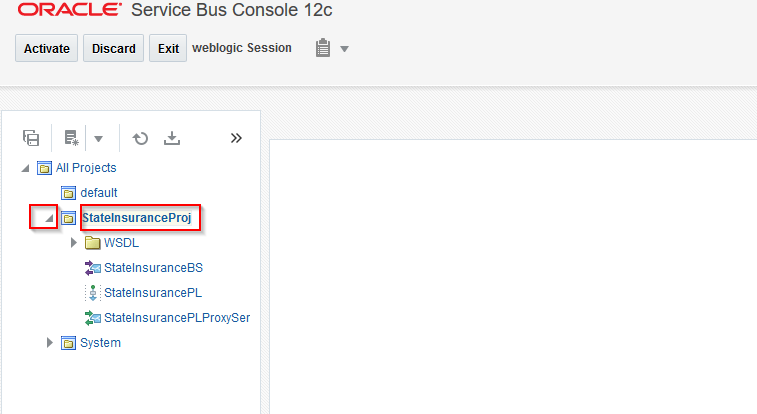 ORACLE Service Bus Console 12c
Activate Discard Exit weblogic Session
All Projects
default
StateInsuranceProj
WSDL
StateInsuranceBS
StateInsurancePL
StateInsurancePLProxySer
System